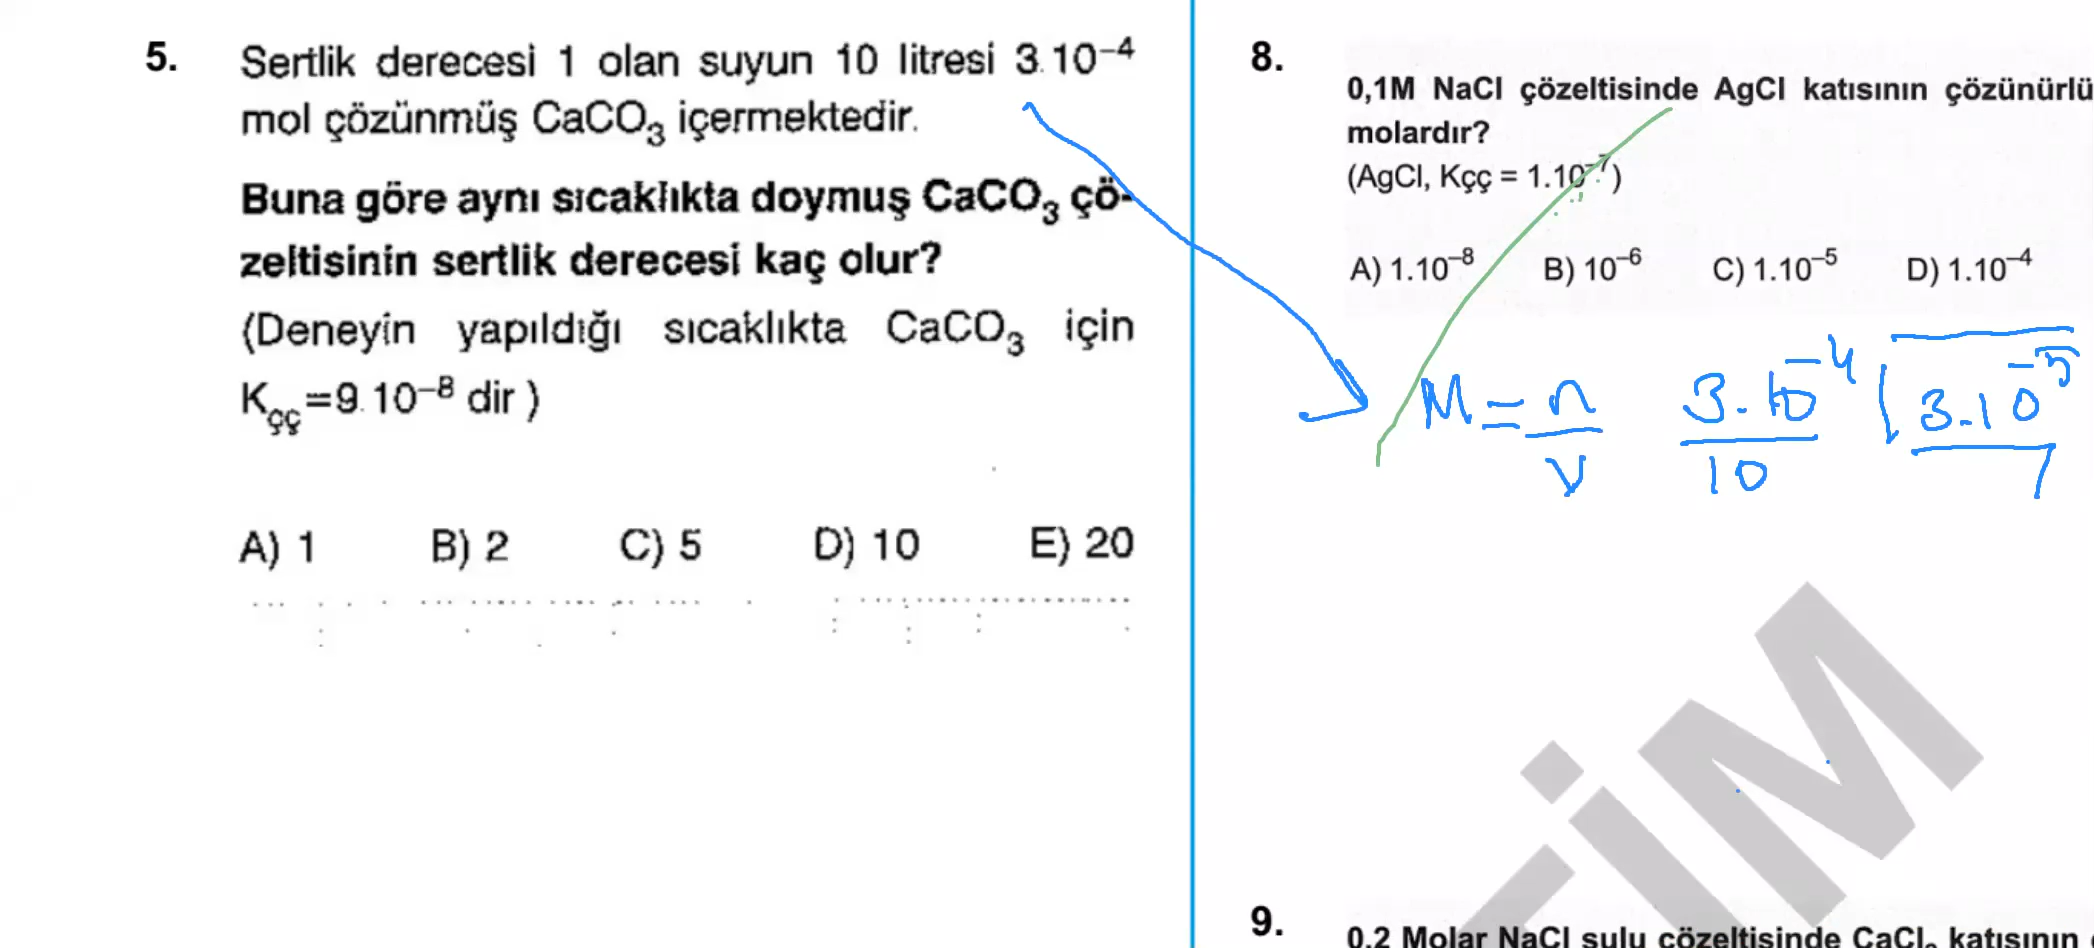 5.
Sertlik derecesi 1 olan suyun 10 litresi 3.10⁻⁴
mol çözünmüş CaCO₃ içermektedir.
Buna göre aynı sıcaklıkta doymuş CaCO₃ çö-
zeltisinin sertlik derecesi kaç olur?
(Deneyin yapıldığı sıcaklıkta CaCO₃ için
Kçç=9.10⁻⁸ dir)
A) 1 B) 2 C) 5 D) 10 E) 20
8.
0,1M NaCl çözeltisinde AgCl katısının çözünürlü
molardır?
(AgCl, Kçç = 1.10⁻⁷)
A) 1.10⁻⁸ B) 10⁻⁶ C) 1.10⁻⁵ D) 1.10⁻⁴
M = n/v 3.10⁻⁴/10 3.10⁻⁵
9.
0,2 Molar NaCl sulu çözeltisinde CaCl₂ katısının
TİM